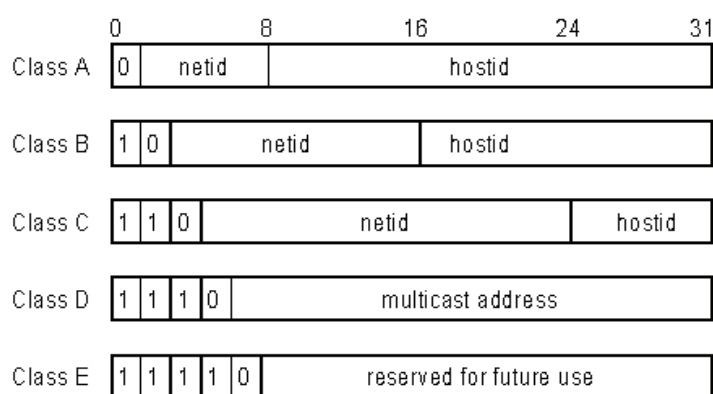 0 8 16 24 31
Class A 0 netid hostid
Class B 1 0 netid hostid
Class C 1 1 0 netid hostid
Class D 1 1 1 0 multicast address
Class E 1 1 1 1 0 reserved for future use